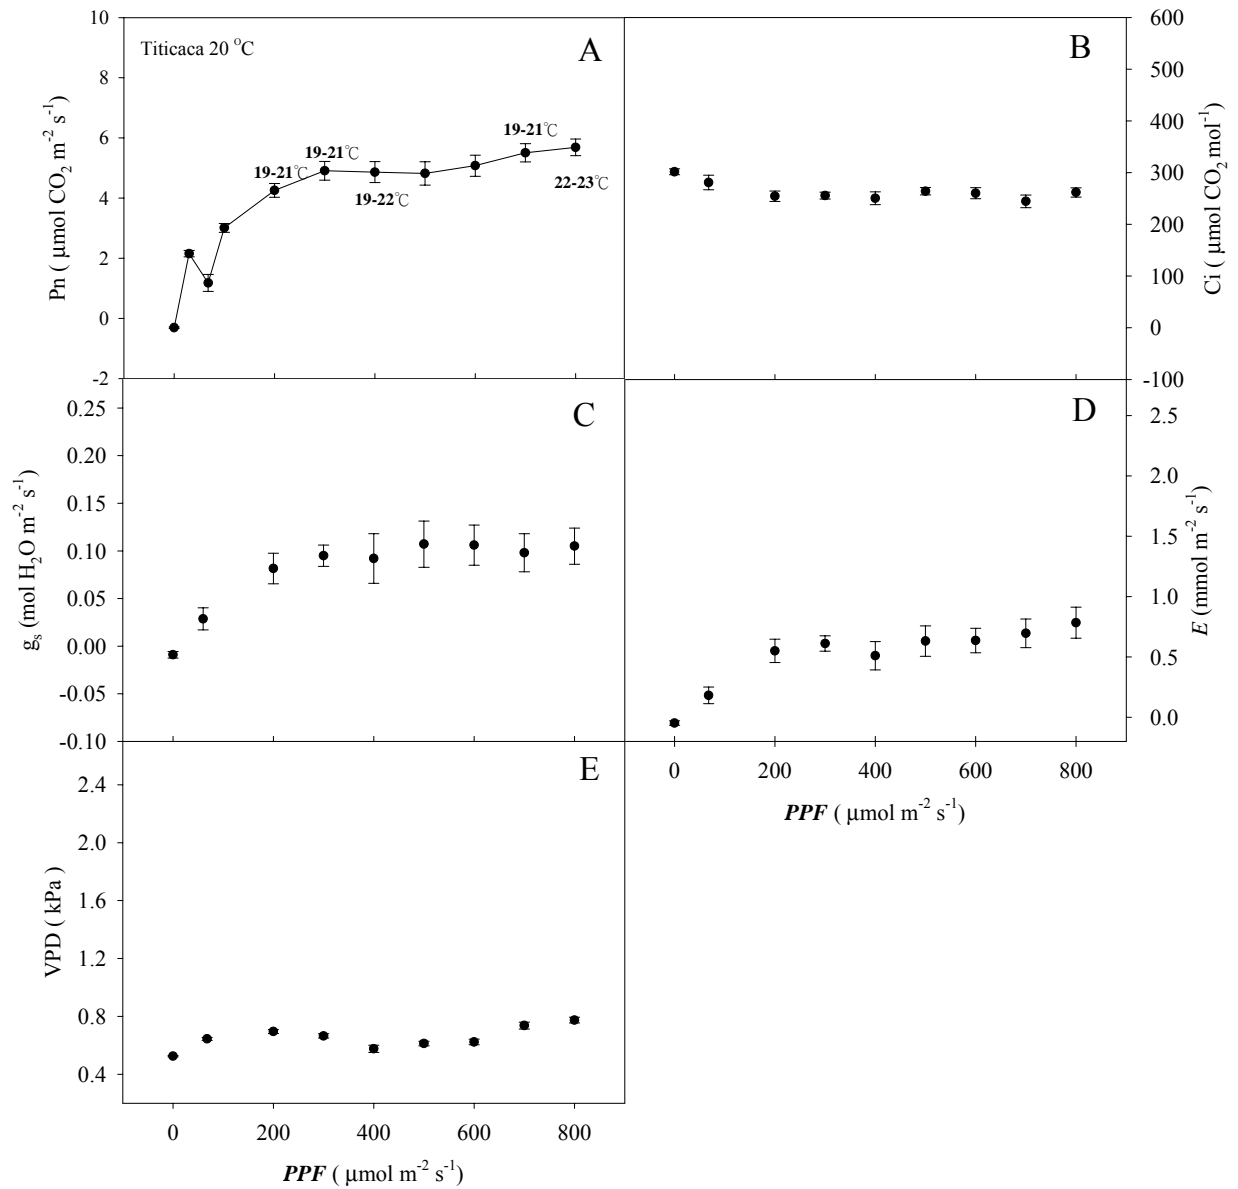 Titicaca 20 °C
A
Pn ( µmol CO2 m-2 s-1)
10
8
6
4
2
0
-2
19-21℃
19-21℃
19-22℃
19-21℃
22-23℃
B
Ci ( µmol CO2 mol-1)
600
500
400
300
200
100
0
-100
C
gs (mol H2O m-2 s-1)
0.25
0.20
0.15
0.10
0.05
0.00
-0.05
-0.10
D
E (mmol m-2 s-1)
2.5
2.0
1.5
1.0
0.5
0.0
0 200 400 600 800
PPF ( µmol m-2 s-1)
E
VPD ( kPa )
2.4
2.0
1.6
1.2
0.8
0.4
0 200 400 600 800
PPF ( µmol m-2 s-1)